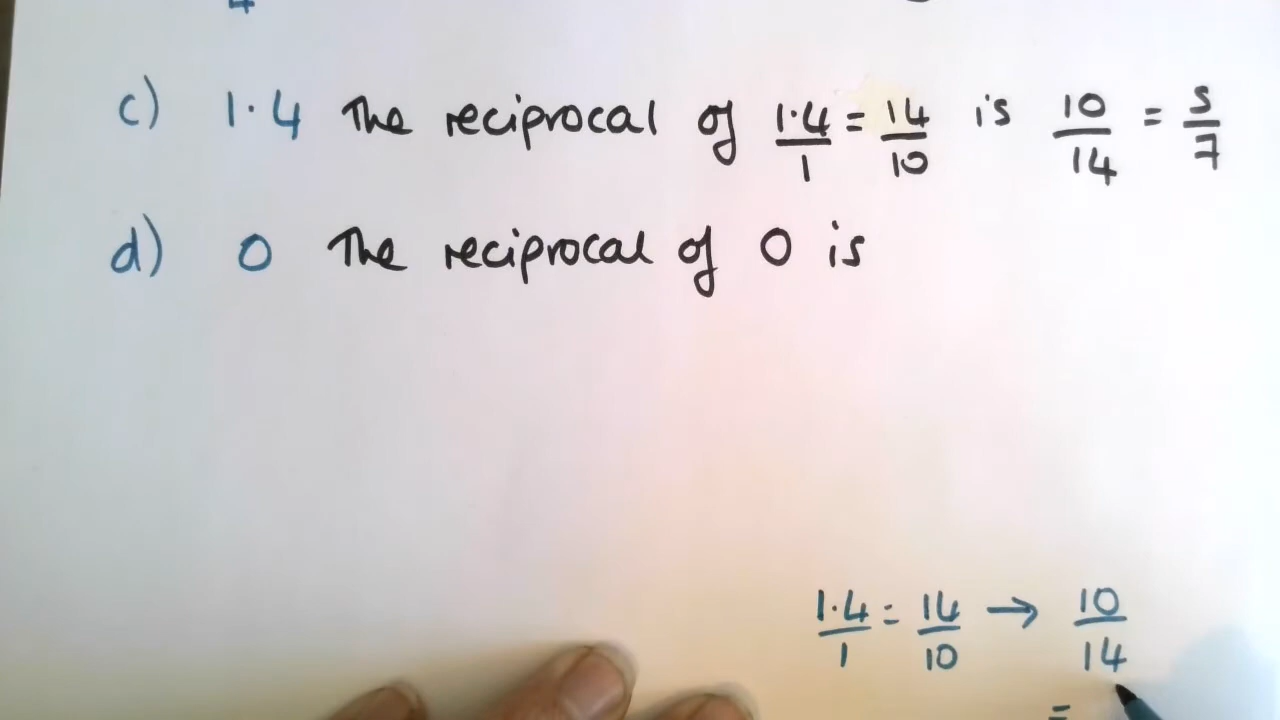 4
c) 1·4 The reciprocal of 1·4/1 = 14/10 is 10/14 = 5/7
d) 0 The reciprocal of 0 is
1·4/1 = 14/10 → 10/14
=